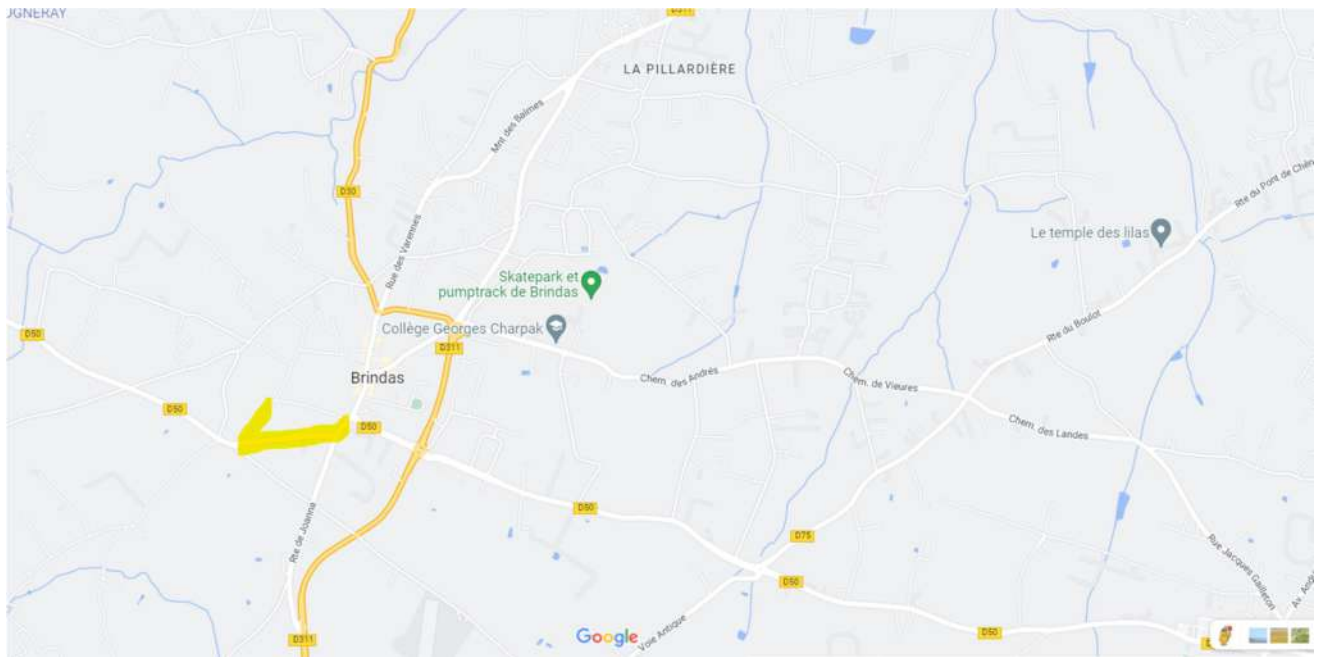 D311
LA PILLARDIÈRE
Mnt des Balmes
D30
Rue des Varennes
Rte du Pont de Chên
Le temple des lilas
Skatepark et
pumptrack de Brindas
Rte du Boulot
D50
Collège Georges Charpak
D311
Brindas
Chem. des Andrés
Chem. de Vieures
D50
D50
Chem. des Landes
D50
Rte de Joanna
D75
Rue Jacques Gailleton
D50
Av. André
D311
Google
Voie Antique
D50